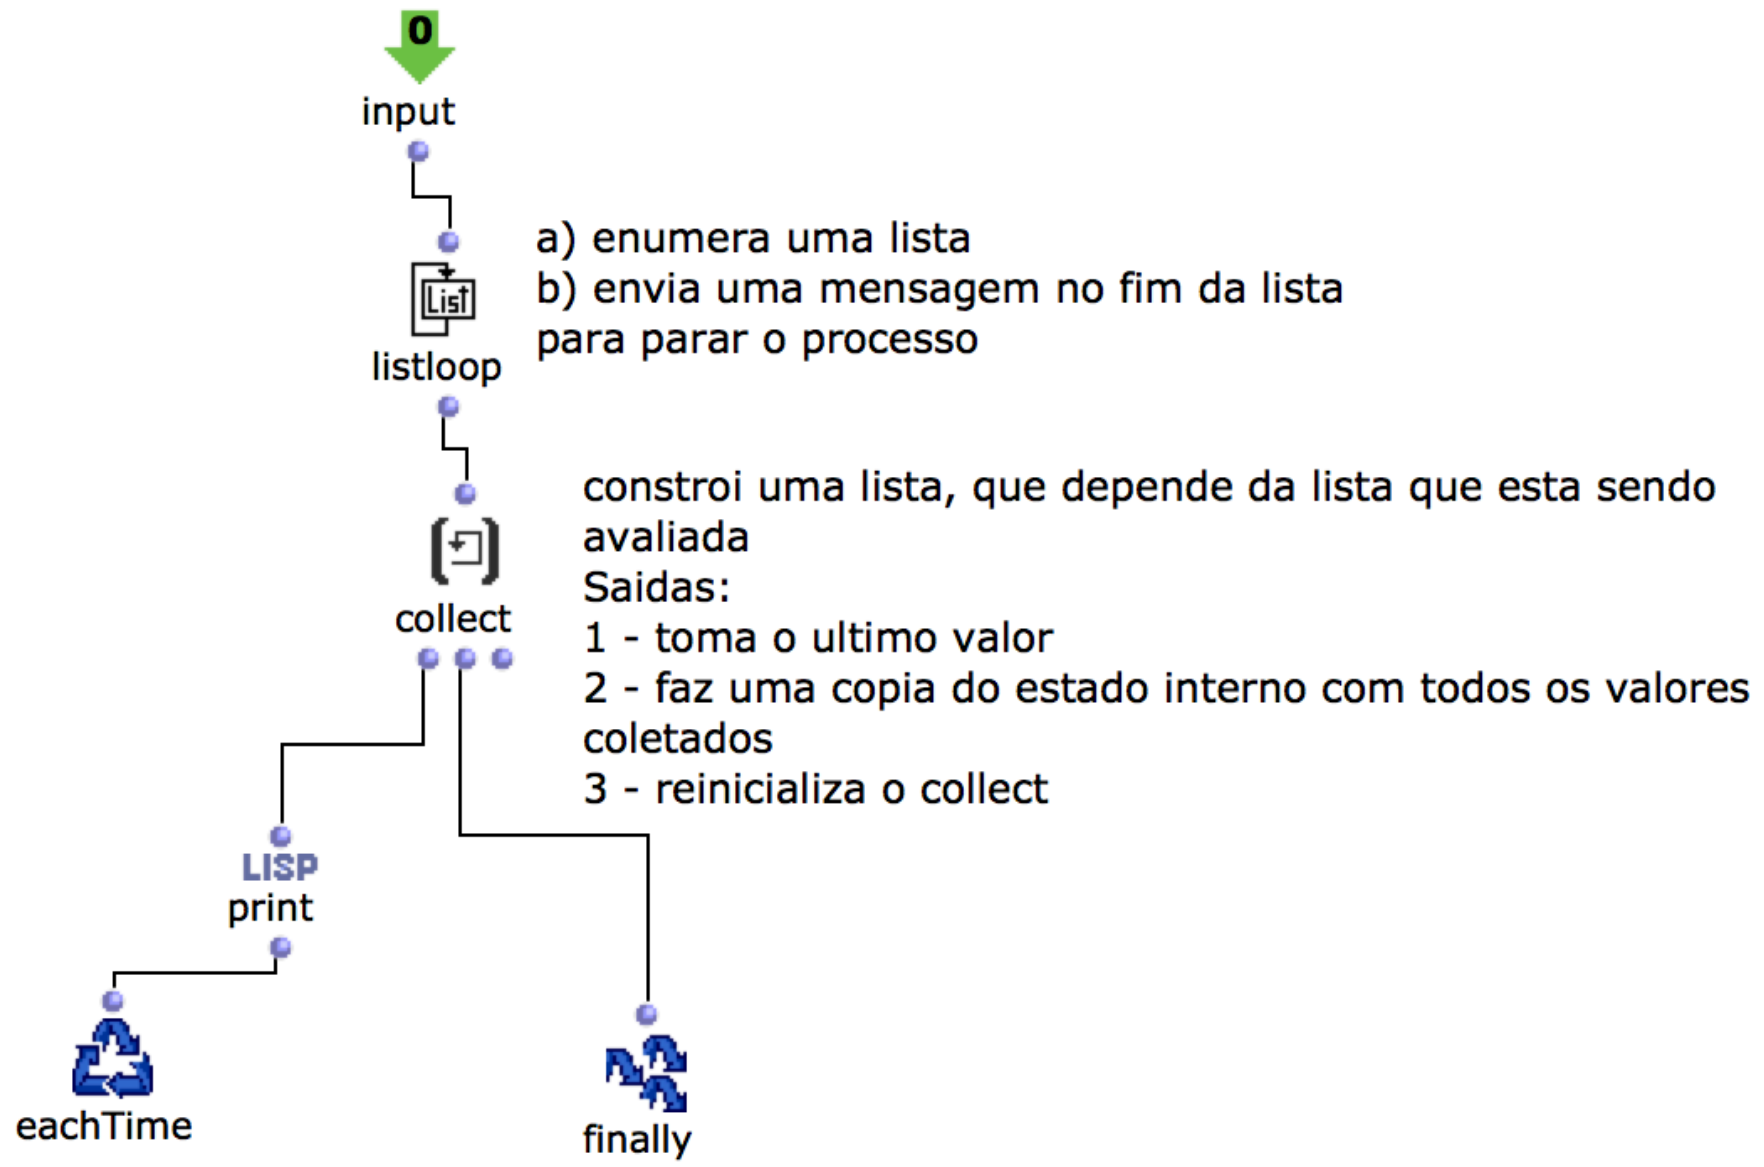 0
input
a) enumera uma lista
b) envia uma mensagem no fim da lista
para parar o processo
List
listloop
constroi uma lista, que depende da lista que esta sendo
avaliada
Saidas:
1 - toma o ultimo valor
2 - faz uma copia do estado interno com todos os valores
coletados
3 - reinicializa o collect
collect
LISP
print
eachTime
finally